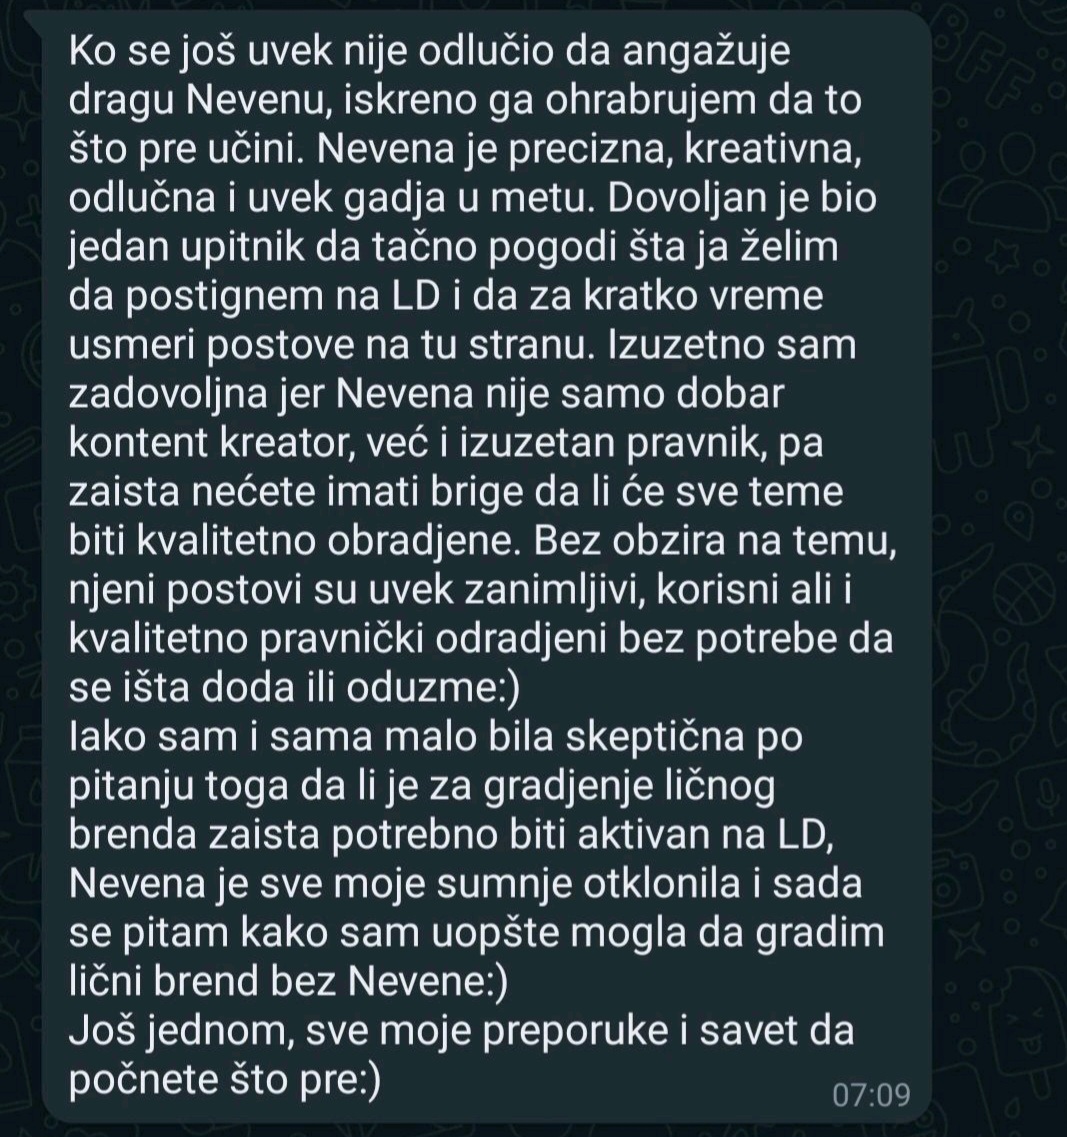 Ko se još uvek nije odlučio da angažuje
dragu Nevenu, iskreno ga ohrabrujem da to
što pre učini. Nevena je precizna, kreativna,
odlučna i uvek gadja u metu. Dovoljan je bio
jedan upitnik da tačno pogodi šta ja želim
da postignem na LD i da za kratko vreme
usmeri postove na tu stranu. Izuzetno sam
zadovoljna jer Nevena nije samo dobar
kontent kreator, već i izuzetan pravnik, pa
zaista nećete imati brige da li će sve teme
biti kvalitetno obradjene. Bez obzira na temu,
njeni postovi su uvek zanimljivi, korisni ali i
kvalitetno pravnički odradjeni bez potrebe da
se išta doda ili oduzme:)
Iako sam i sama malo bila skeptična po
pitanju toga da li je za gradjenje ličnog
brenda zaista potrebno biti aktivan na LD,
Nevena je sve moje sumnje otklonila i sada
se pitam kako sam uopšte mogla da gradim
lični brend bez Nevene:)
Još jednom, sve moje preporuke i savet da
počnete što pre:)
07:09